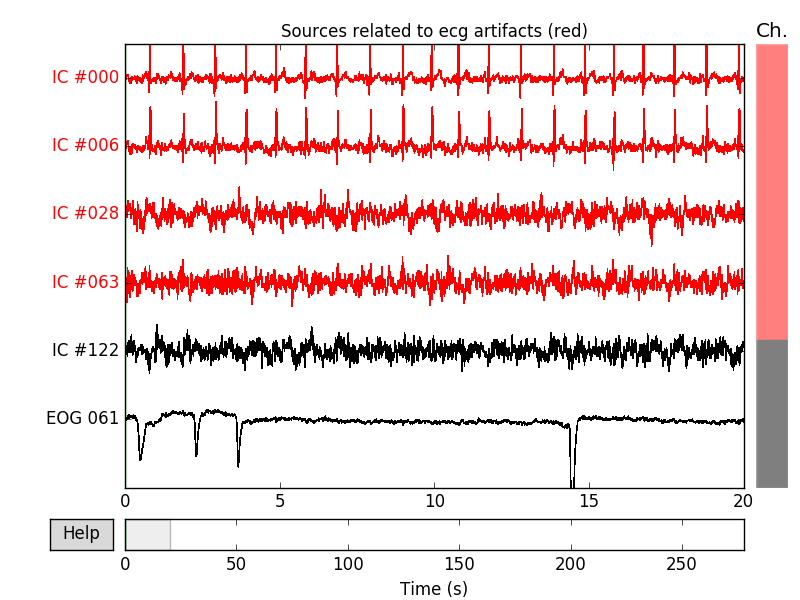 Sources related to ecg artifacts (red)
Ch.
IC #000
IC #006
IC #028
IC #063
IC #122
EOG 061
0 5 10 15 20
Help
0 50 100 150 200 250
Time (s)